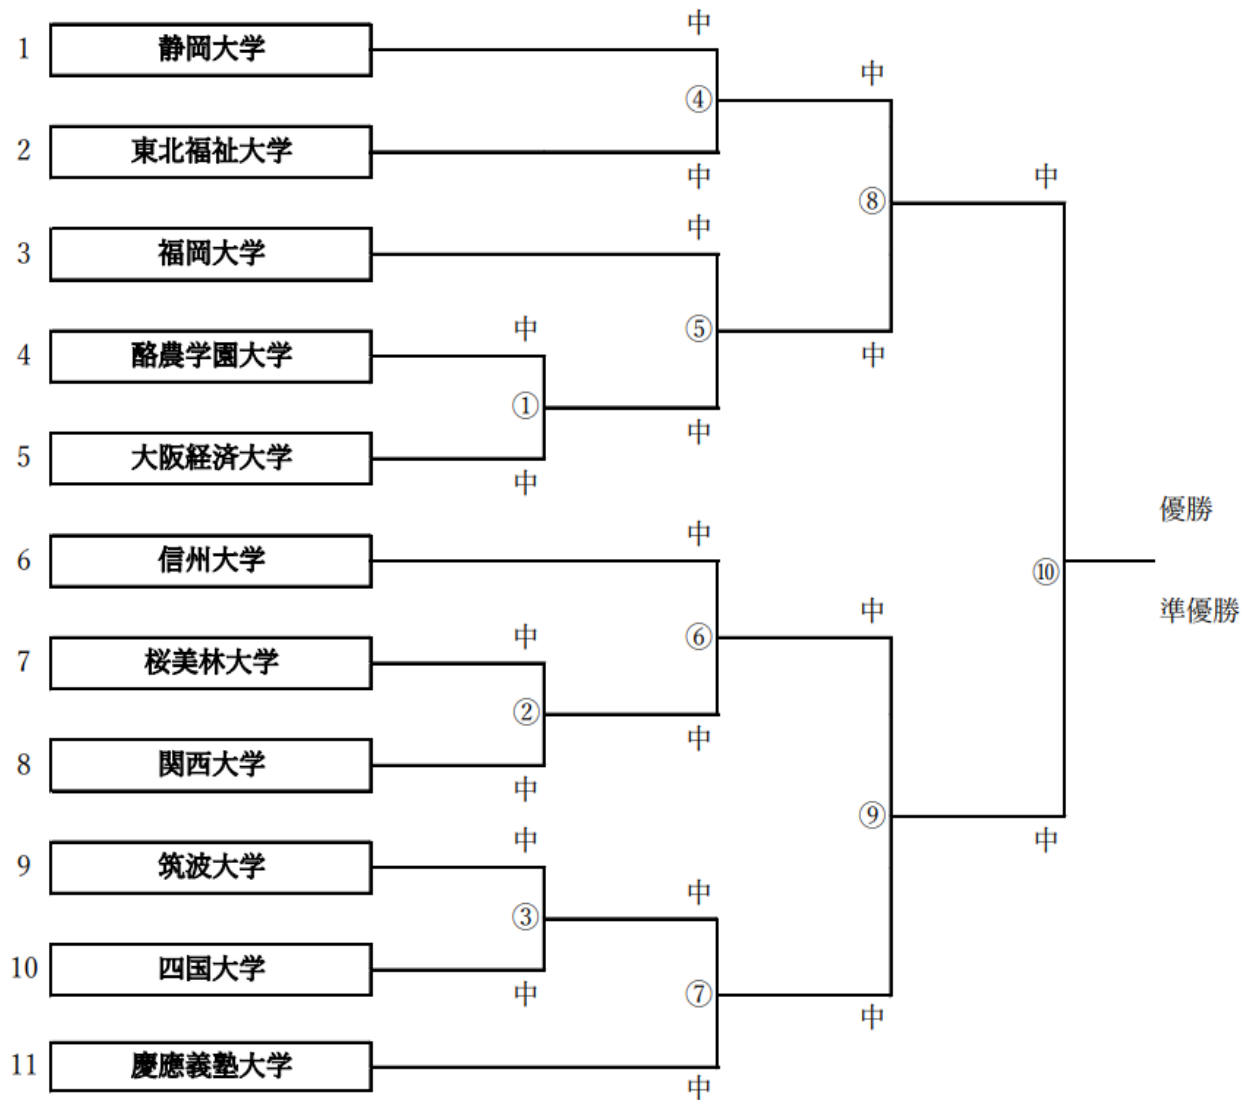 中
1 静岡大学
中
④
2 東北福祉大学
中
中
⑧
中
3 福岡大学
中
⑤
4 酪農学園大学
中
①
中
5 大阪経済大学
中
優勝
中
6 信州大学
⑩
中
準優勝
中
⑥
7 桜美林大学
②
中
8 関西大学
中
⑨
中
中
9 筑波大学
中
③
10 四国大学
中
⑦
中
11 慶應義塾大学
中